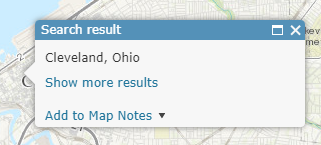 Search result
Cleveland, Ohio
Show more results
Add to Map Notes